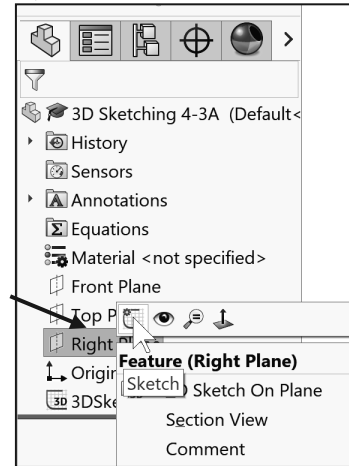 3D Sketching 4-3A (Default<
History
Sensors
Annotations
Equations
Material <not specified>
Front Plane
Top P
Right
Feature (Right Plane)
Origin
Sketch
Sketch On Plane
3D 3DSke
Section View
Comment